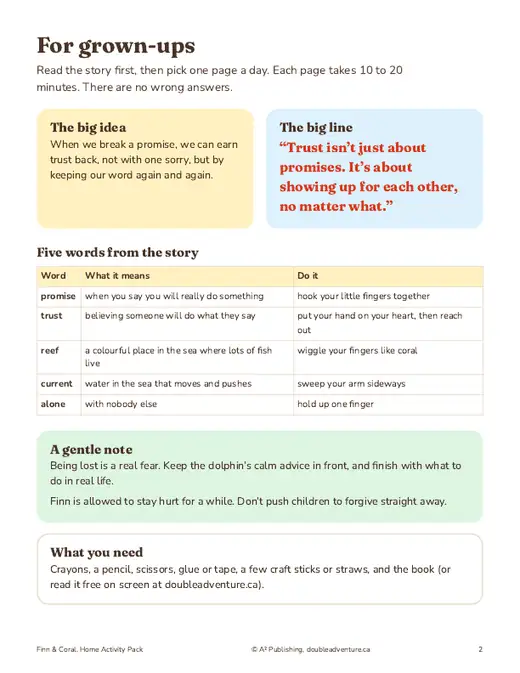 For grown-ups
Read the story first, then pick one page a day. Each page takes 10 to 20
minutes. There are no wrong answers.
The big idea
When we break a promise, we can earn
trust back, not with one sorry, but by
keeping our word again and again.
The big line
“Trust isn’t just about
promises. It’s about
showing up for each other,
no matter what.”
Five words from the story
Word What it means Do it
promise when you say you will really do something hook your little fingers together
trust believing someone will do what they say put your hand on your heart, then reach
out
reef a colourful place in the sea where lots of fish wiggle your fingers like coral
live
current water in the sea that moves and pushes sweep your arm sideways
alone with nobody else hold up one finger
A gentle note
Being lost is a real fear. Keep the dolphin’s calm advice in front, and finish with what to
do in real life.
Finn is allowed to stay hurt for a while. Don’t push children to forgive straight away.
What you need
Crayons, a pencil, scissors, glue or tape, a few craft sticks or straws, and the book (or
read it free on screen at doubleadventure.ca).
Finn & Coral. Home Activity Pack © A² Publishing, doubleadventure.ca 2